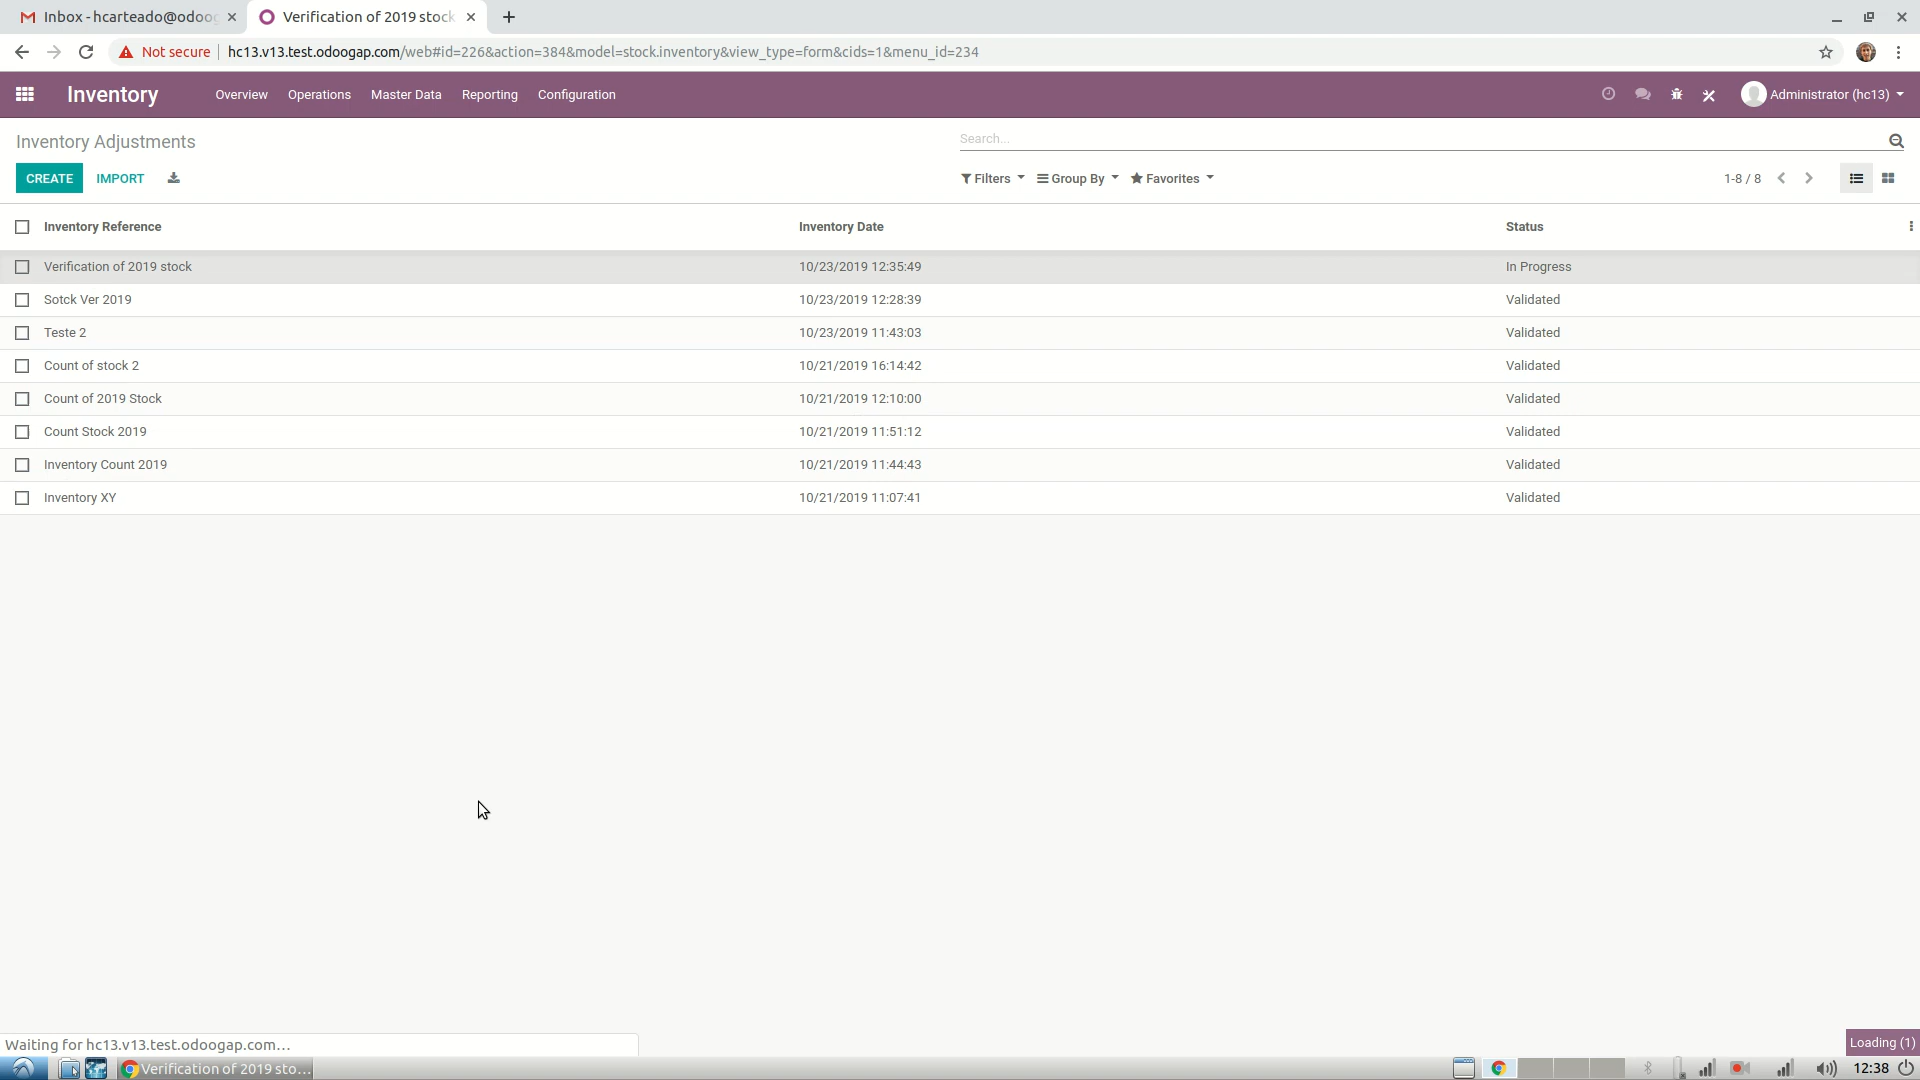 Inbox - hcarteado@odoog
Verification of 2019 stock
Not secure hc13.v13.test.odoogap.com/web#id=226&action=384&model=stock.inventory&view_type=form&cids=1&menu_id=234
Inventory Overview Operations Master Data Reporting Configuration Administrator (hc13)
Inventory Adjustments Search...
CREATE IMPORT Filters Group By Favorites 1-8 / 8
Inventory Reference Inventory Date Status
Verification of 2019 stock 10/23/2019 12:35:49 In Progress
Sotck Ver 2019 10/23/2019 12:28:39 Validated
Teste 2 10/23/2019 11:43:03 Validated
Count of stock 2 10/21/2019 16:14:42 Validated
Count of 2019 Stock 10/21/2019 12:10:00 Validated
Count Stock 2019 10/21/2019 11:51:12 Validated
Inventory Count 2019 10/21/2019 11:44:43 Validated
Inventory XY 10/21/2019 11:07:41 Validated
Waiting for hc13.v13.test.odoogap.com... Loading (1)
Verification of 2019 sto... 12:38